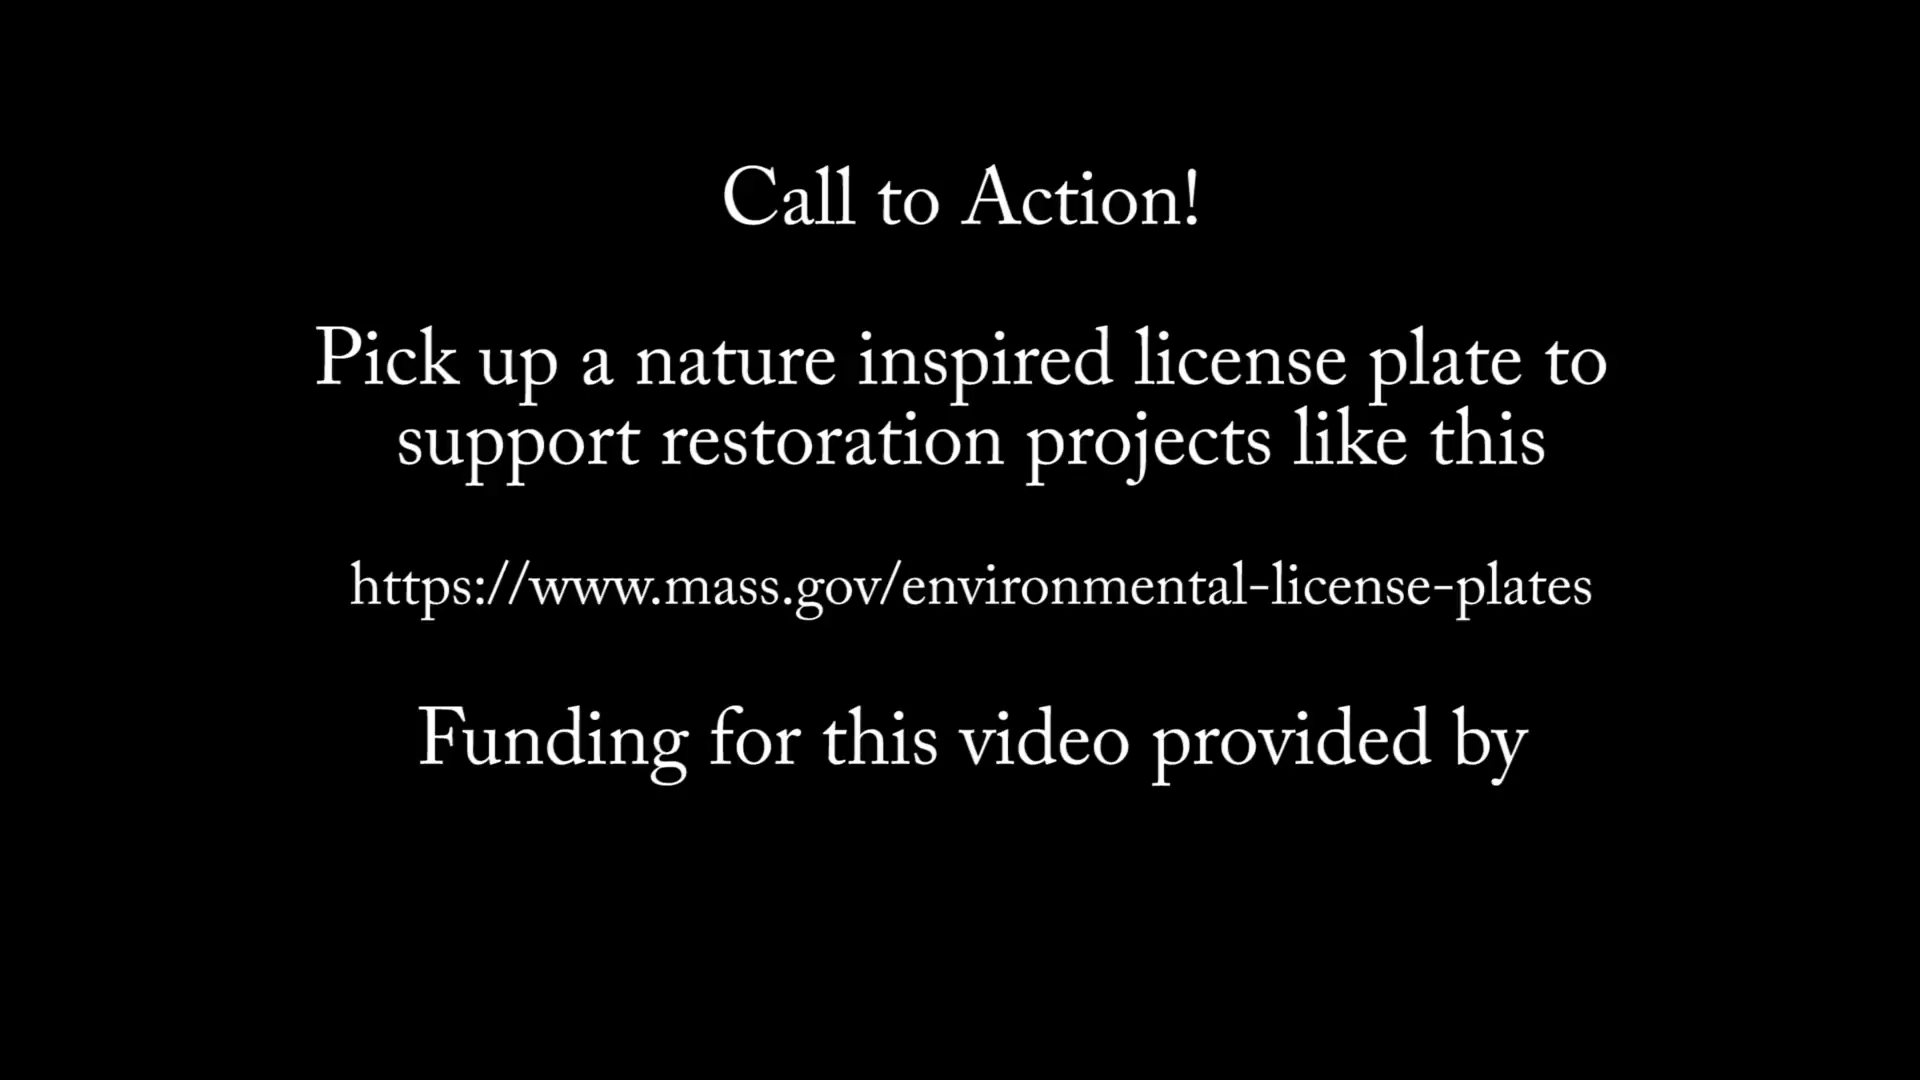 Call to Action!
Pick up a nature inspired license plate to
support restoration projects like this
https://www.mass.gov/environmental-license-plates
Funding for this video provided by